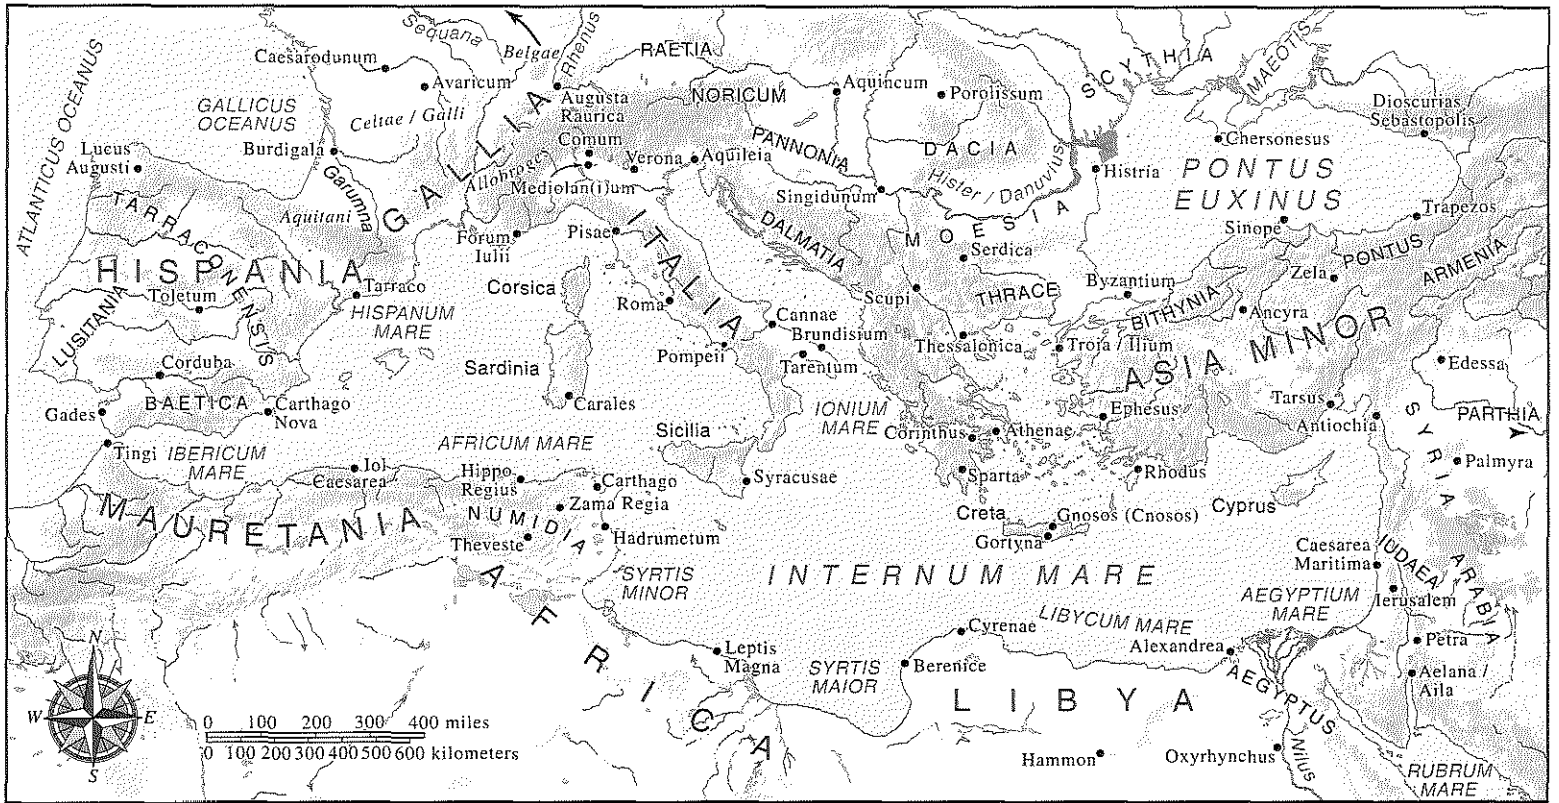 Sequana
Belgae
Rhenus
RAETIA
SCYTHIA
MAEOTIS
Caesarodunum
Avaricum
ATLANTICUS OCEANUS
GALLICUS
OCEANUS
Celtae / Galli
GALLIA
Augusta
Raurica
NORICUM
Aquincum
Porolissum
Dioscurias /
Sebastopolis
Chersonesus
Lucus
Augusti
Burdigala
Garumna
Aquitani
Allobroges
Comum
Mediolan(i)um
Verona
Aquileia
PANNONIA
DACIA
Hister / Danuvius
Histria
PONTUS
EUXINUS
Singidunum
TARRACONENSIS
HISPANIA
Forum
Iulii
Pisae
ITALIA
DALMATIA
MOESIA
Serdica
Sinope
Trapezos
PONTUS
ARMENIA
Zela
Toletum
LUSITANIA
Tarraco
HISPANUM
MARE
Corsica
Roma
Scupi
THRACE
Byzantium
BITHYNIA
Ancyra
Cannae
Brundisium
Pompeii
Tarentum
Thessalonica
Troja / Ilium
ASIA MINOR
Edessa
Corduba
BAETICA
Gades
Carthago
Nova
Sardinia
Carales
IONIUM
MARE
Corinthus
Athenae
Ephesus
Tarsus
Antiochia
SYRIA
PARTHIA
Tingi
IBERICUM
MARE
AFRICUM MARE
Sicilia
Syracusae
Sparta
Rhodus
Palmyra
Iol
Caesarea
Hippo
Regius
Carthago
Zama Regia
MAURETANIA
NUMIDIA
Theveste
Hadrumetum
Creta
Gnosos (Cnosos)
Gortyna
Cyprus
Caesarea
Maritima
IUDAEA
ARABIA
AFRICA
SYRTIS
MINOR
INTERNUM MARE
AEGYPTIUM
MARE
Ierusalem
Cyrenae
LIBYCUM MARE
Alexandrea
Petra
Leptis
Magna
SYRTIS
MAIOR
Berenice
LIBYA
AEGYPTUS
Aelana /
Aila
Hammon
Oxyrhynchus
Nilus
RUBRUM
MARE
N
W
E
S
0 100 200 300 400 miles
0 100 200 300 400 500 600 kilometers